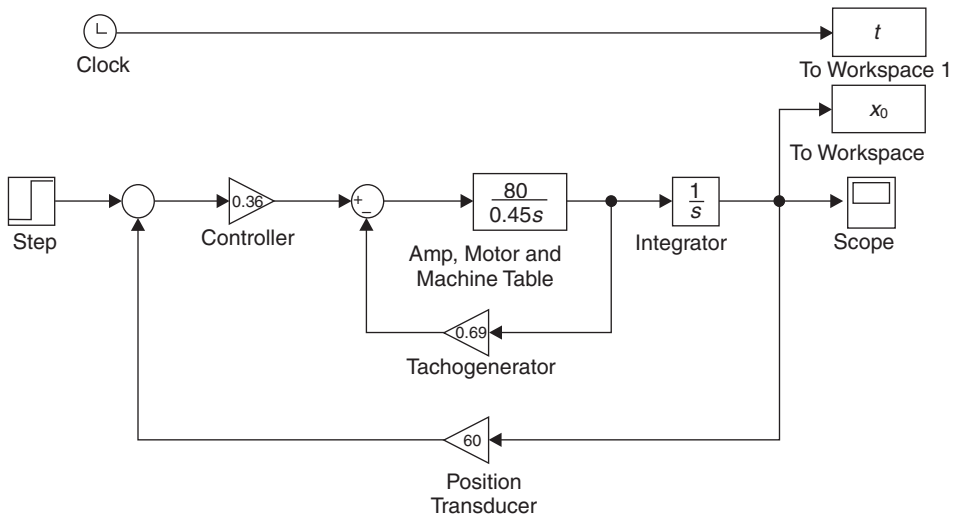 t
Clock
To Workspace 1
x₀
To Workspace
+
−
0.36
80
0.45s
1
s
Step
Controller
Amp, Motor and
Machine Table
Integrator
Scope
0.69
Tachogenerator
60
Position
Transducer